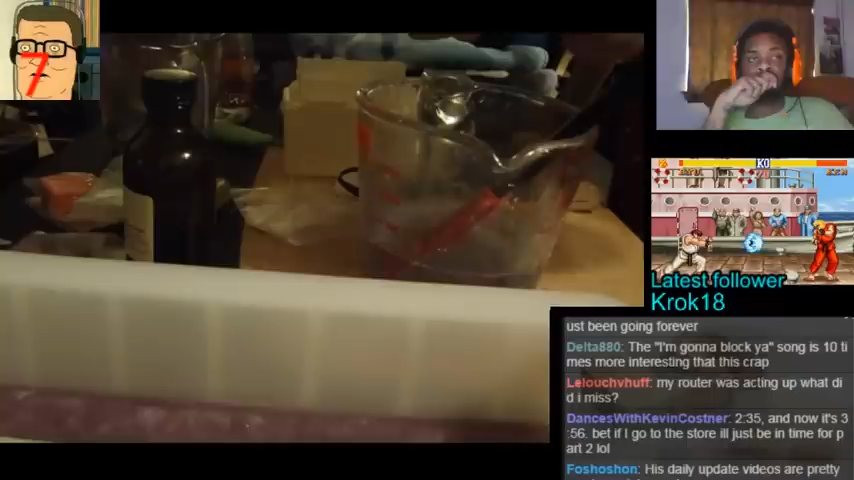 7
KO
KEN
Latest follower
Krok18
ust been going forever
Delta880: The "I'm gonna block ya" song is 10 ti
mes more interesting that this crap
Lelouchvhuff: my router was acting up what di
d i miss?
DancesWithKevinCostner: 2:35, and now it's 3
:56. bet if I go to the store ill just be in time for p
art 2 lol
Foshoshon: His daily update videos are pretty